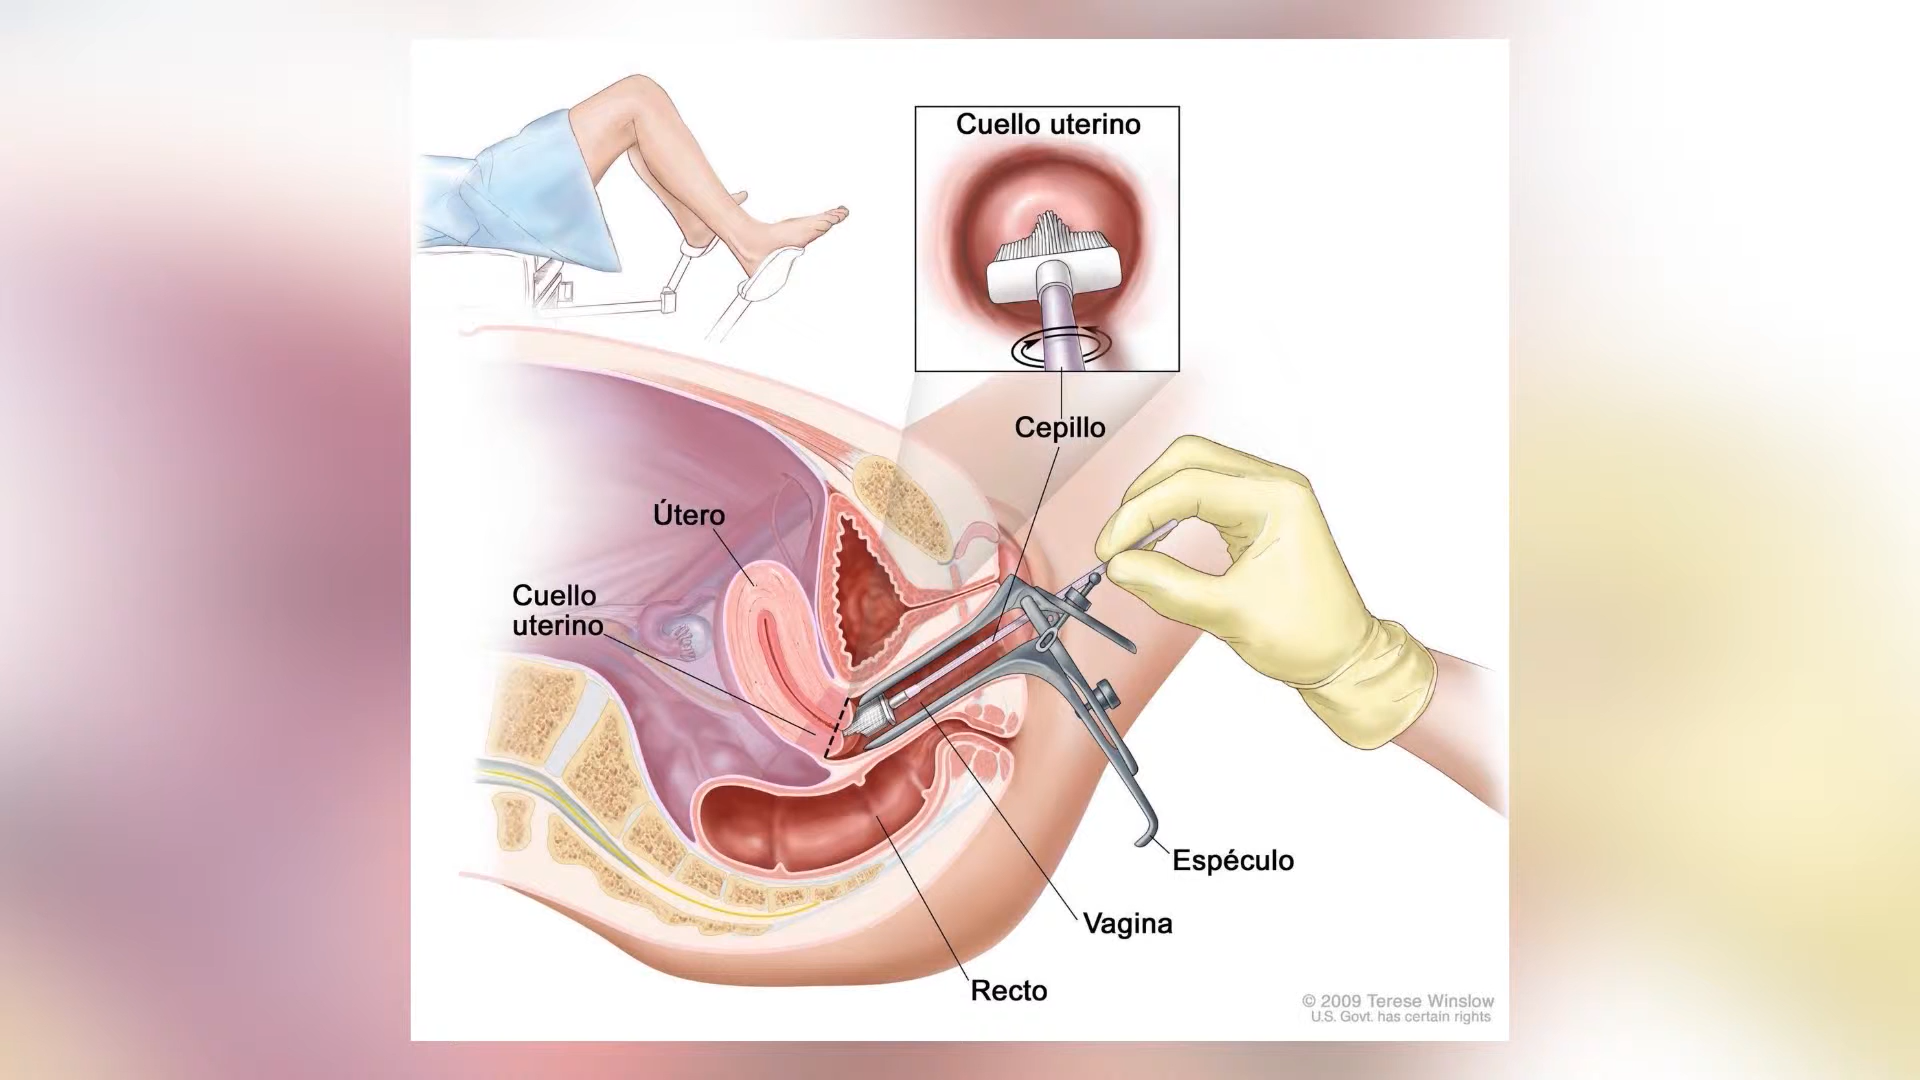 Cuello uterino
Cepillo
Útero
Cuello
uterino
Espéculo
Vagina
Recto
© 2009 Terese Winslow
U.S. Govt. has certain rights